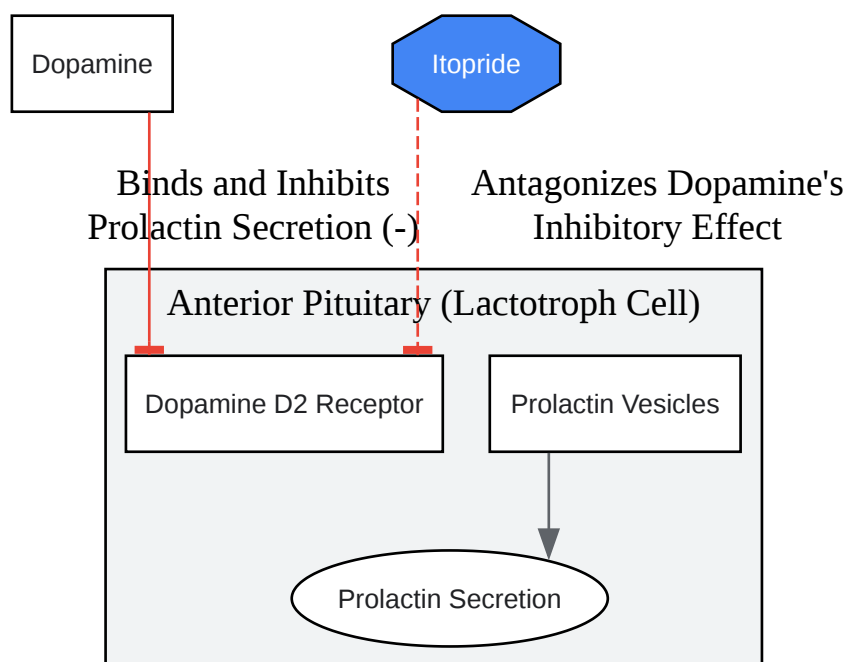 Dopamine
Itopride
Binds and Inhibits
Prolactin Secretion (-)
Antagonizes Dopamine's
Inhibitory Effect
Anterior Pituitary (Lactotroph Cell)
Dopamine D2 Receptor
Prolactin Vesicles
Prolactin Secretion